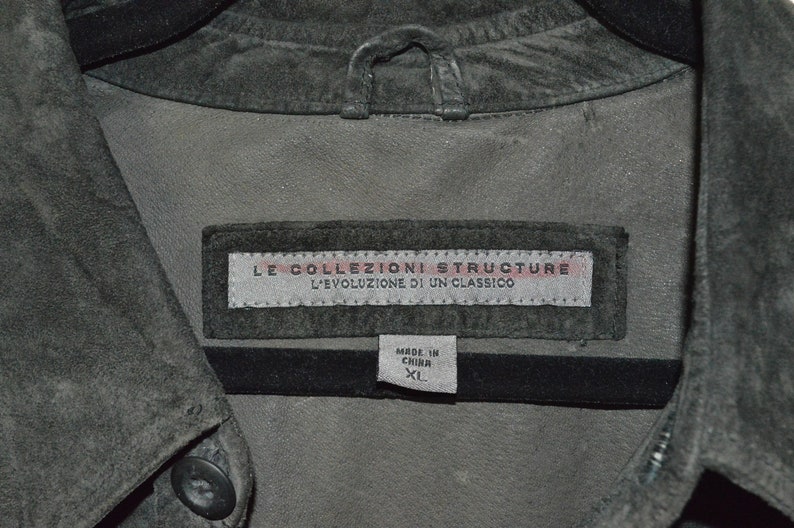 LE COLLEZIONI STRUCTURE
L'EVOLUZIONE DI UN CLASSICO
MADE IN
CHINA
XL